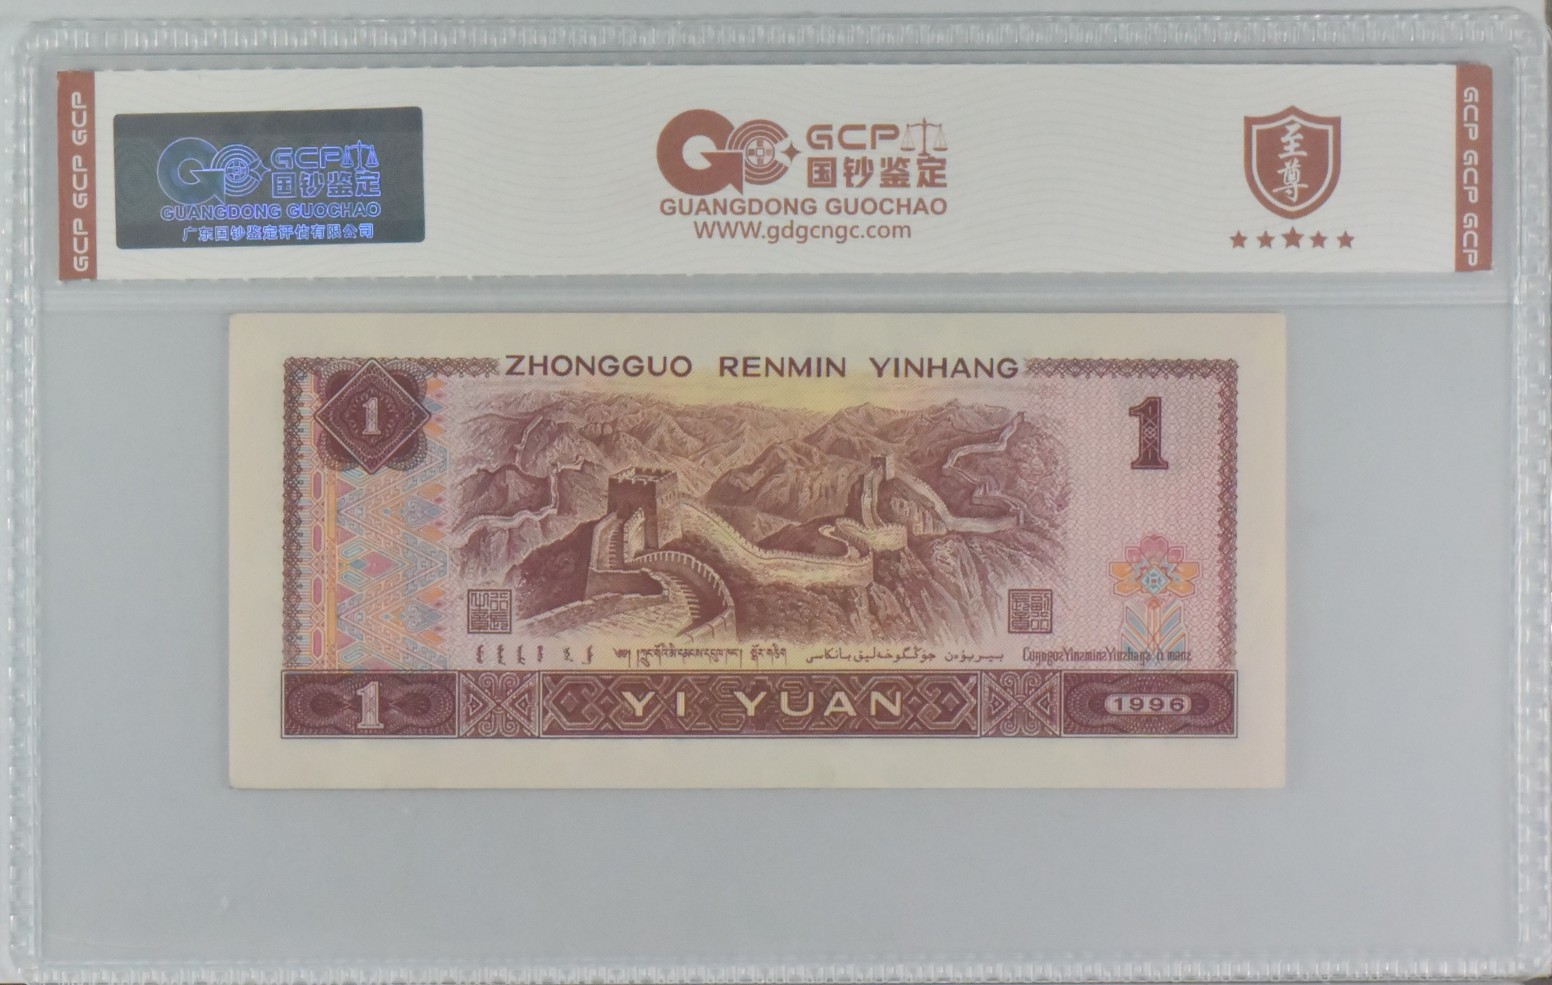 GCP GCP GCP
GCP
国钞鉴定
GUANGDONG GUOCHAO
广东国钞鉴定评估有限公司
GCP
国钞鉴定
GUANGDONG GUOCHAO
WWW.gdgcngc.com
至尊
GCP GCP GCP
ZHONGGUO RENMIN YINHANG
1
1
1
YI YUAN
1996